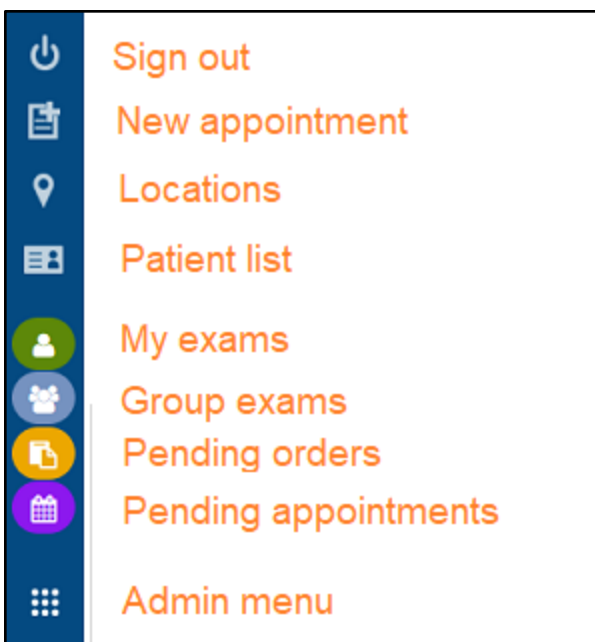 Sign out
New appointment
Locations
Patient list
My exams
Group exams
Pending orders
Pending appointments
Admin menu